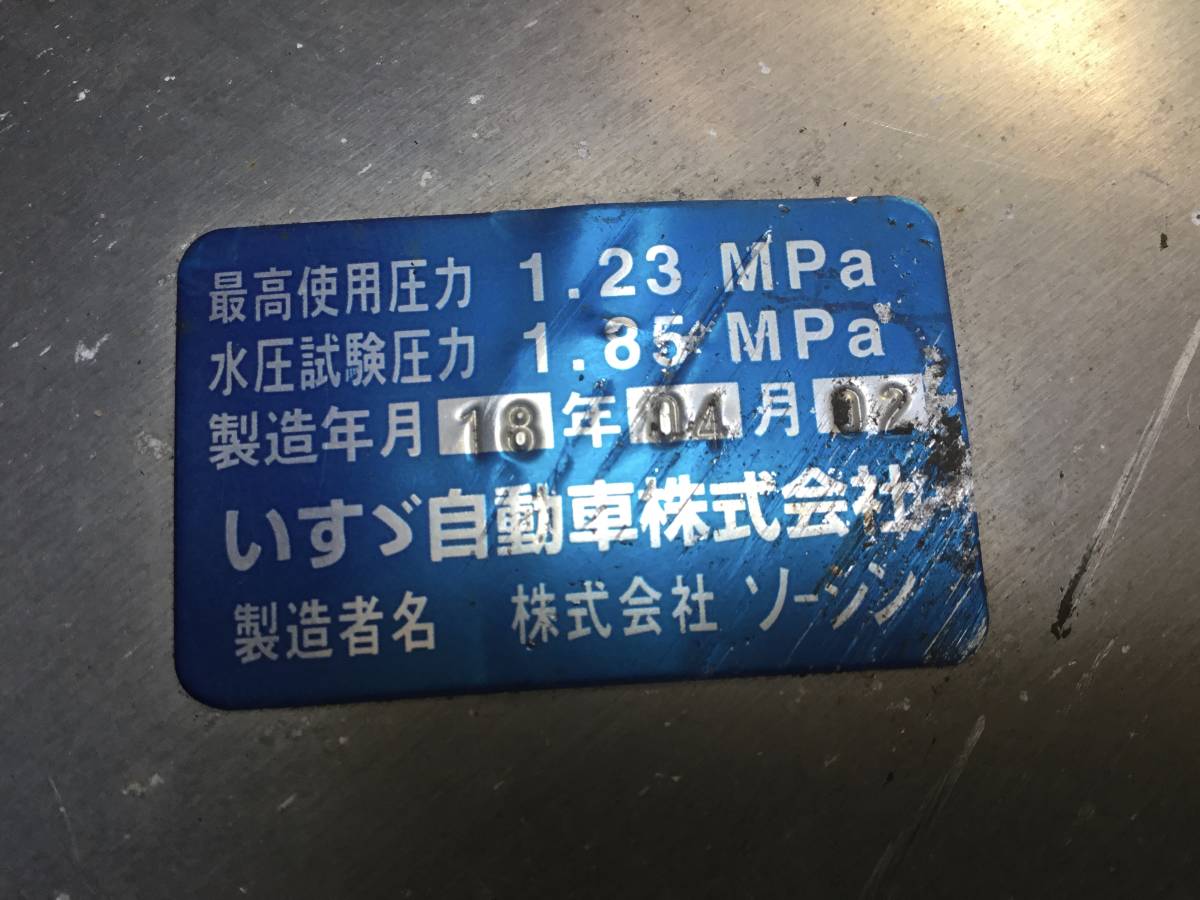 最高使用圧力 1.23 MPa
水圧試験圧力 1.85 MPa
製造年月 18 年 04 月 02
いすゞ自動車株式会社
製造者名 株式会社 ソーシン